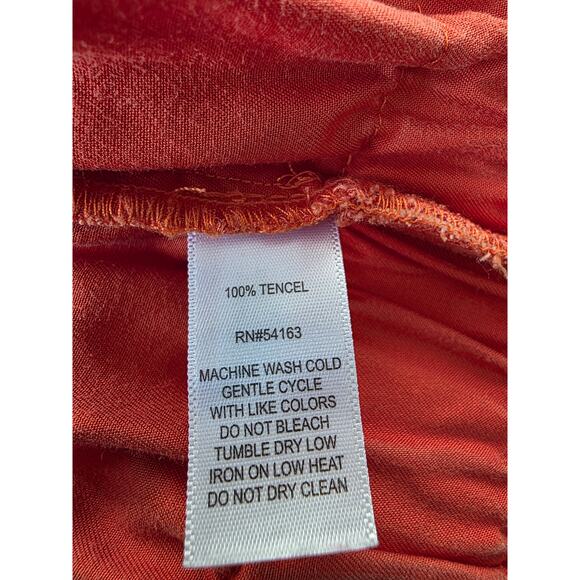 100% TENCEL
RN#54163
MACHINE WASH COLD
GENTLE CYCLE
WITH LIKE COLORS
DO NOT BLEACH
TUMBLE DRY LOW
IRON ON LOW HEAT
DO NOT DRY CLEAN